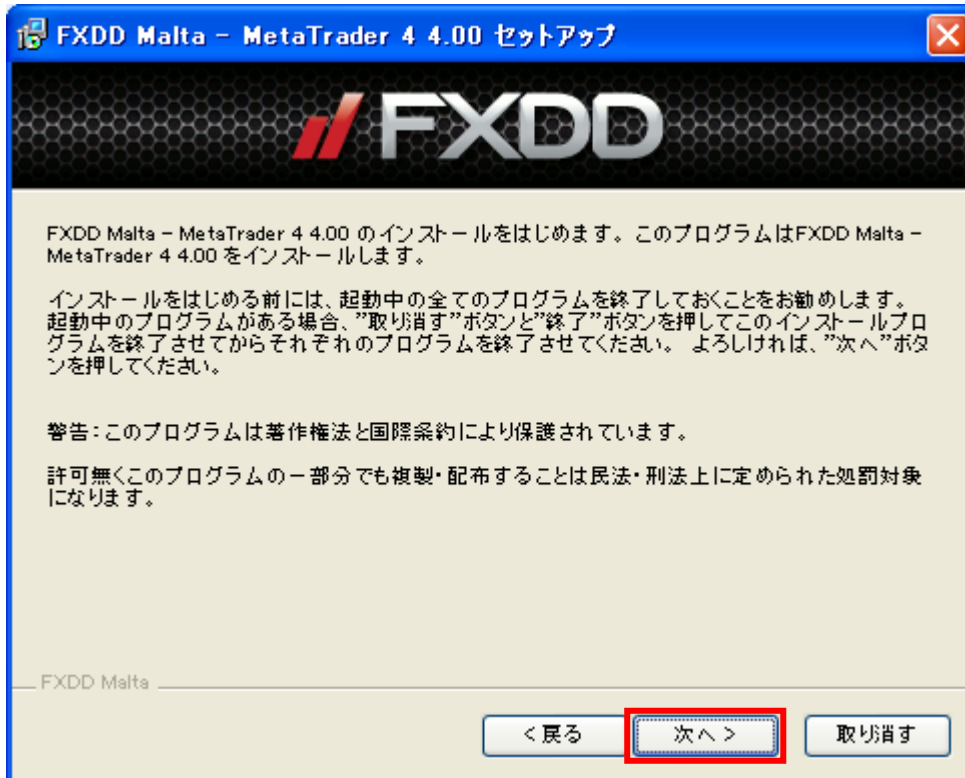 FXDD Malta - MetaTrader 4 4.00 セットアップ
FXDD
FXDD Malta - MetaTrader 4 4.00 のインストールをはじめます。このプログラムはFXDD Malta -
MetaTrader 4 4.00 をインストールします。
インストールをはじめる前には、起動中の全てのプログラムを終了しておくことをお勧めします。
起動中のプログラムがある場合、”取り消す”ボタンと”終了”ボタンを押してこのインストールプロ
グラムを終了させてからそれぞれのプログラムを終了させてください。 よろしければ、”次へ”ボタ
ンを押してください。
警告：このプログラムは著作権法と国際条約により保護されています。
許可無くこのプログラムの一部分でも複製・配布することは民法・刑法上に定められた処罰対象
になります。
FXDD Malta
< 戻る
次へ >
取り消す